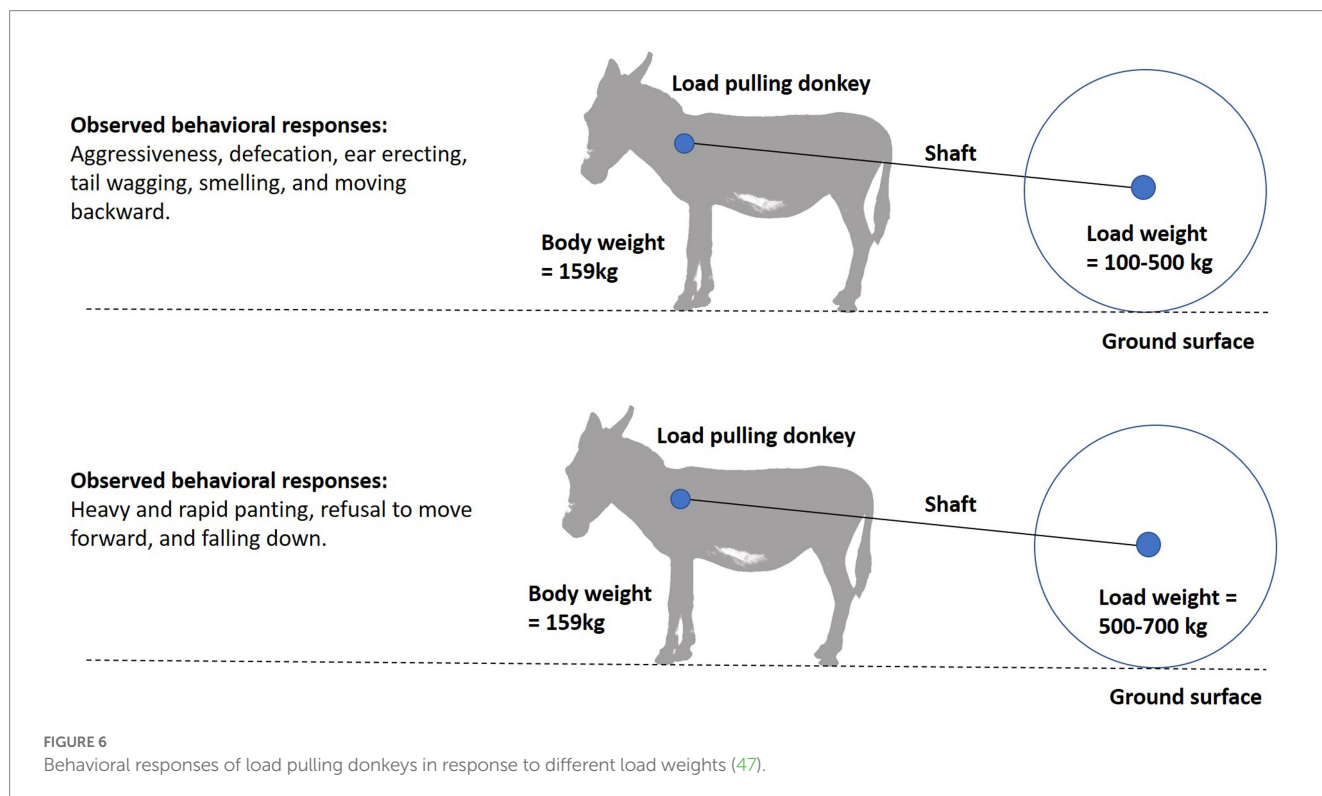 Load pulling donkey
Observed behavioral responses:
Aggressiveness, defecation, ear erecting,
tail wagging, smelling, and moving
backward.
Shaft
Body weight
= 159kg
Load weight
= 100-500 kg
Ground surface
Load pulling donkey
Observed behavioral responses:
Heavy and rapid panting, refusal to move
forward, and falling down.
Shaft
Body weight
= 159kg
Load weight =
500-700 kg
Ground surface
FIGURE 6
Behavioral responses of load pulling donkeys in response to different load weights (47).